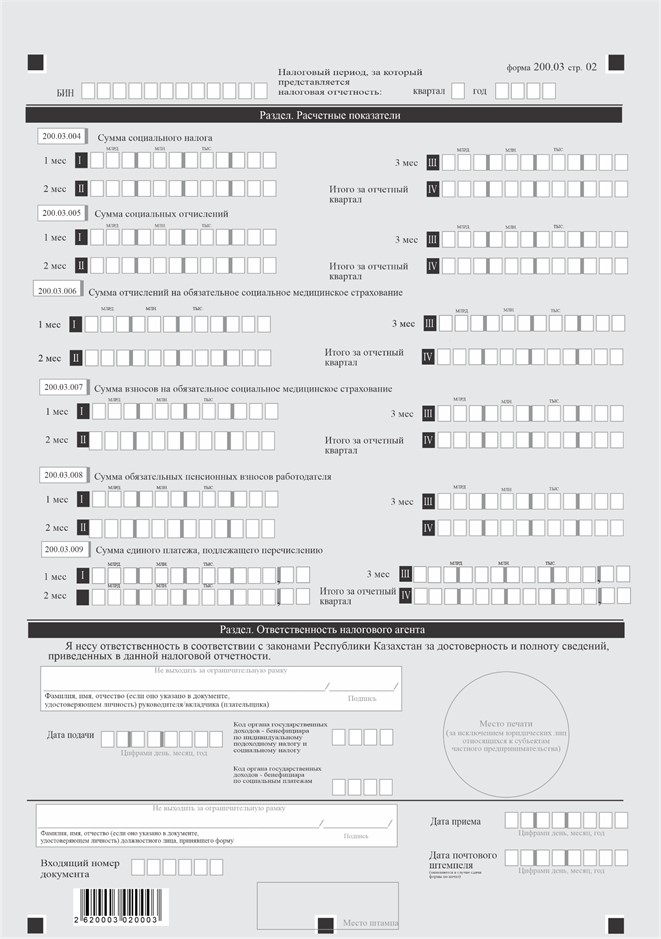 форма 200.03 стр. 02
Налоговый период, за который
представляется
налоговая отчетность:
БИН
квартал
год
Раздел. Расчетные показатели
200.03.004 Сумма социального налога
МЛРД МЛН ТЫС
1 мес I
МЛРД МЛН ТЫС.
3 мес III
2 мес II
Итого за отчетный
квартал
IV
200.03.005 Сумма социальных отчислений
МЛРД МЛН ТЫС
1 мес I
МЛРД МЛН ТЫС.
3 мес III
2 мес II
Итого за отчетный
квартал
IV
200.03.006 Сумма отчислений на обязательное социальное медицинское страхование
МЛРД МЛН ТЫС
1 мес I
МЛРД МЛН ТЫС.
3 мес III
2 мес II
Итого за отчетный
квартал
IV
200.03.007 Сумма взносов на обязательное социальное медицинское страхование
МЛРД МЛН ТЫС
1 мес I
МЛРД МЛН ТЫС.
3 мес III
2 мес II
Итого за отчетный
квартал
IV
200.03.008 Сумма обязательных пенсионных взносов работодателя
МЛРД МЛН ТЫС
1 мес I
МЛРД МЛН ТЫС.
3 мес III
2 мес II
IV
200.03.009 Сумма единого платежа, подлежащего перечислению
МЛРД МЛН ТЫС
1 мес I
МЛРД МЛН ТЫС.
3 мес III
МЛРД МЛН ТЫС
2 мес
Итого за отчетный
квартал
IV
Раздел. Ответственность налогового агента
Я несу ответственность в соответствии с законами Республики Казахстан за достоверность и полноту сведений,
приведенных в данной налоговой отчетности.
Не выходить за ограничительную рамку
Фамилия, имя, отчество (если оно указано в документе,
удостоверяющем личность) руководителя/вкладчика (плательщика)
Подпись
Дата подачи
Цифрами день, месяц, год
Код органа государственных
доходов - бенефициара
по индивидуальному
подоходному налогу и
социальному налогу
Код органа государственных
доходов - бенефициара
по социальным платежам
Место печати
(за исключением юридических лиц
относящихся к субъектам
частного предпринимательства)
Не выходить за ограничительную рамку
Фамилия, имя, отчество (если оно указано в документе,
удостоверяющем личность) должностного лица, принявшего форму
Подпись
Дата приема
Цифрами день, месяц, год
Входящий номер
документа
Дата почтового
штемпеля
(заполняется в случае сдачи
формы по почте)
Цифрами день, месяц, год
2 620003 020003
Место штампа